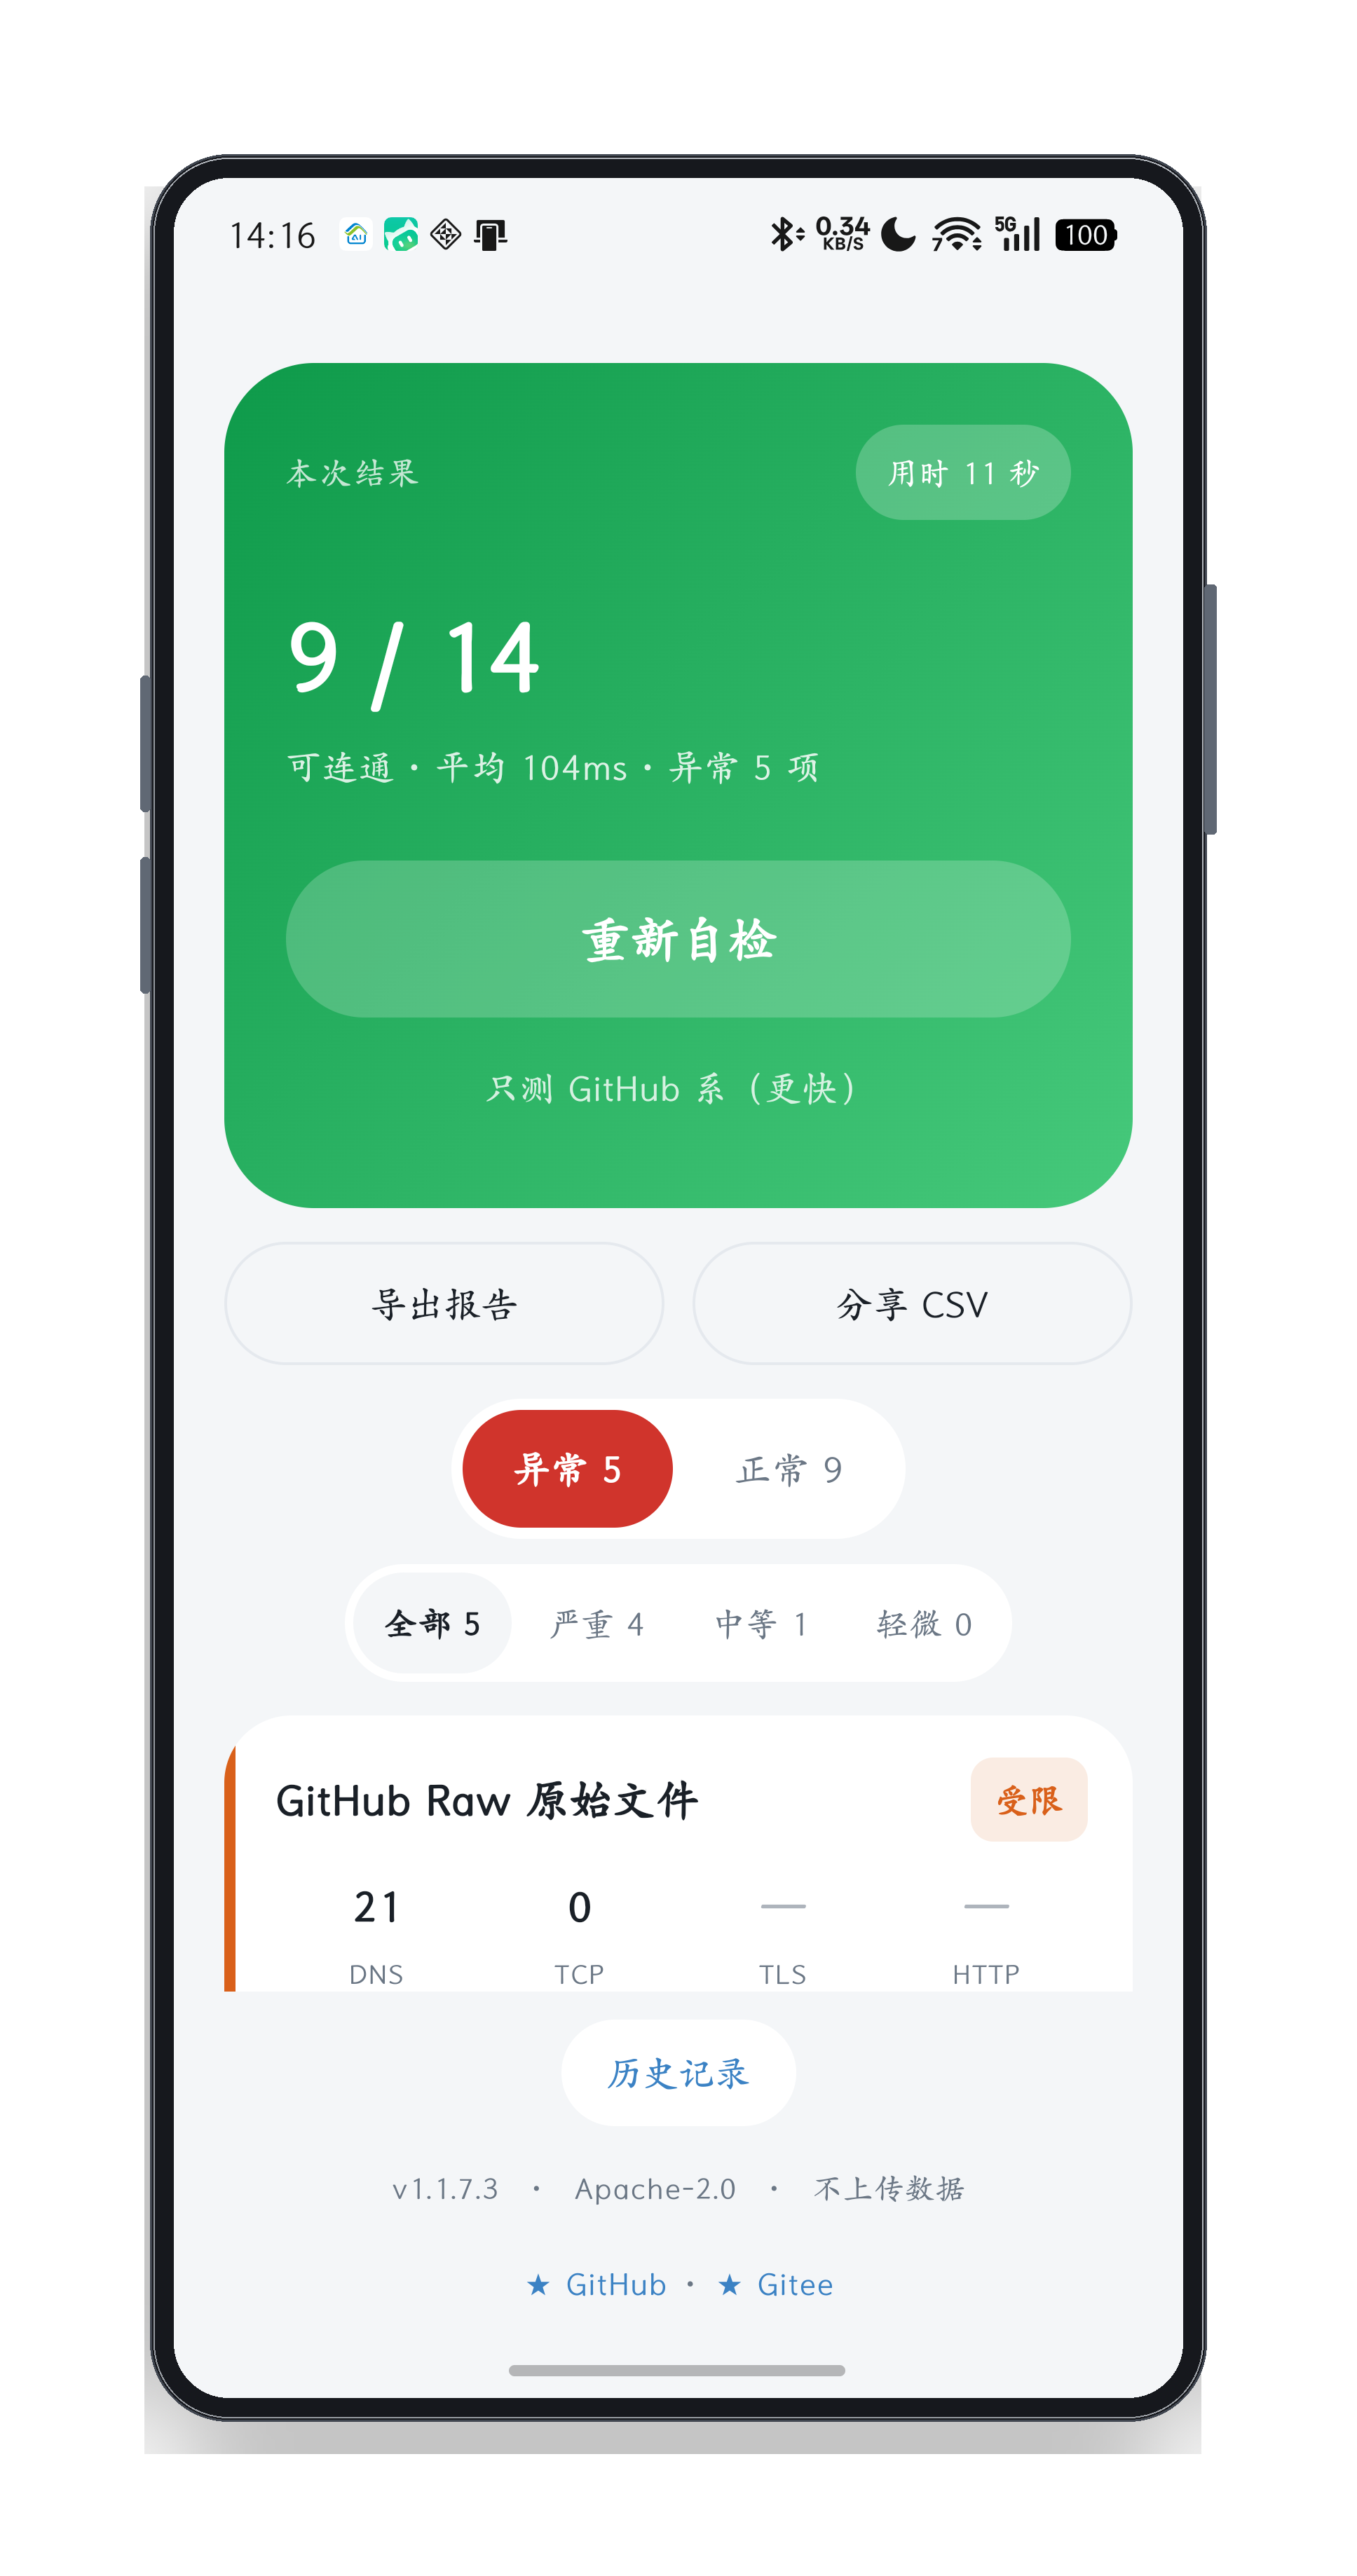 14:16 0.34 KB/S 7 5G 100
本次结果 用时 11 秒
9 / 14
可连通 · 平均 104ms · 异常 5 项
重新自检
只测 GitHub 系（更快）
导出报告 分享 CSV
异常 5 正常 9
全部 5 严重 4 中等 1 轻微 0
GitHub Raw 原始文件 受限
21 0 — —
DNS TCP TLS HTTP
历史记录
v1.1.7.3 · Apache-2.0 · 不上传数据
★ GitHub · ★ Gitee